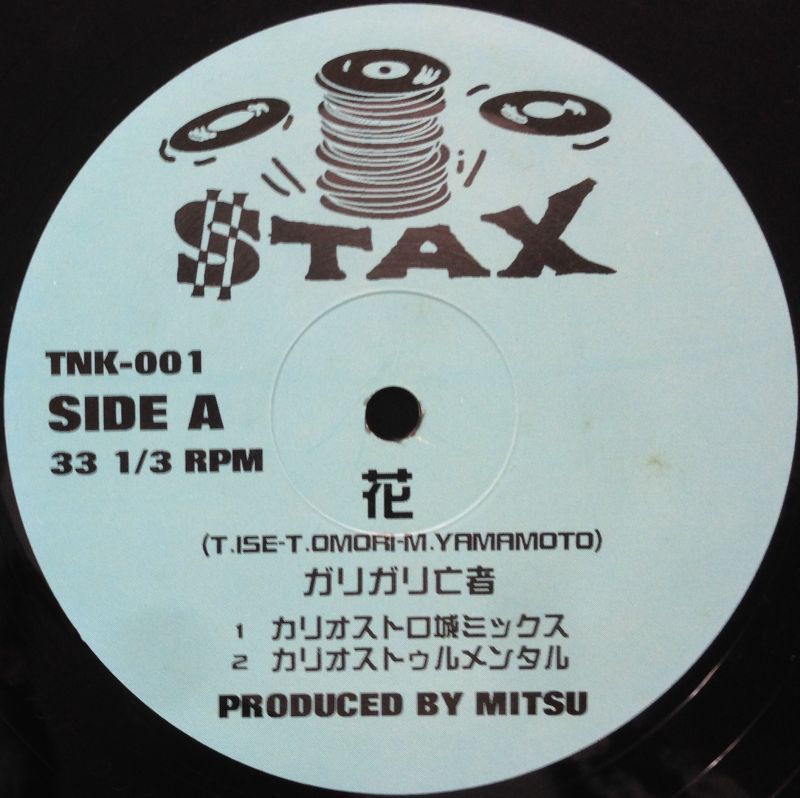 $TAX
TNK-001
SIDE A
33 1/3 RPM
花
(T.ISE-T.OMORI-M.YAMAMOTO)
ガリガリ亡者
1 カリオストロ城ミックス
2 カリオストゥルメンタル
PRODUCED BY MITSU